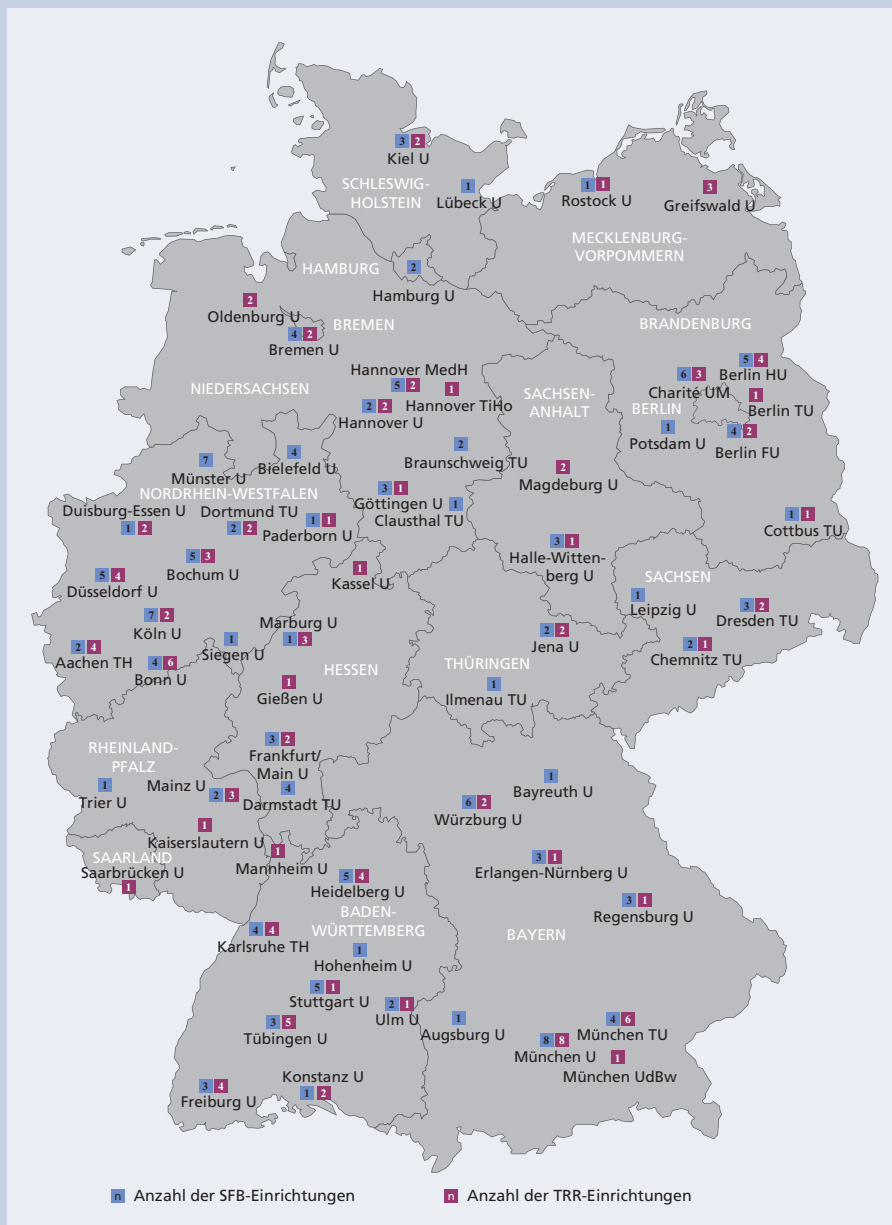 3 2
Kiel U
SCHLESWIG-
HOLSTEIN
1
Lübeck U
1 1
Rostock U
3
Greifswald U
MECKLENBURG-
VORPOMMERN
HAMBURG
2
Hamburg U
2
Oldenburg U
BREMEN
4 2
Bremen U
BRANDENBURG
NIEDERSACHSEN
Hannover MedH
5 2
1
Hannover TiHo
2 2
Hannover U
SACHSEN-
ANHALT
5 4
Berlin HU
6 3
Charité UM
1
Berlin TU
BERLIN
1
Potsdam U
4 2
Berlin FU
2
Braunschweig TU
7
Münster U
4
Bielefeld U
2
Magdeburg U
NORDRHEIN-WESTFALEN
3 1
Göttingen U
1
Clausthal TU
Duisburg-Essen U
1 2
Dortmund TU
2 2
1 1
Paderborn U
1 1
Cottbus TU
3 1
Halle-Witten-
berg U
5 3
Bochum U
1
Kassel U
5 4
Düsseldorf U
SACHSEN
1
Leipzig U
3 2
Dresden TU
7 2
Köln U
Marburg U
1 3
1
Siegen U
2 4
Aachen TH
4 6
Bonn U
2 2
Jena U
2 1
Chemnitz TU
HESSEN
THÜRINGEN
1
Gießen U
1
Ilmenau TU
RHEINLAND-
PFALZ
3 2
Frankfurt/
Main U
1
Trier U
Mainz U
2 3
4
Darmstadt TU
1
Bayreuth U
6 2
Würzburg U
1
Kaiserslautern U
SAARLAND
Saarbrücken U
1
1
Mannheim U
5 4
Heidelberg U
3 1
Erlangen-Nürnberg U
3 1
Regensburg U
BADEN-
WÜRTTEMBERG
BAYERN
4 4
Karlsruhe TH
1
Hohenheim U
5 1
Stuttgart U
2 1
Ulm U
3 5
Tübingen U
1
Augsburg U
4 6
München TU
8 8
München U
1
München UdBw
3 4
Freiburg U
Konstanz U
1 2
n Anzahl der SFB-Einrichtungen
n Anzahl der TRR-Einrichtungen